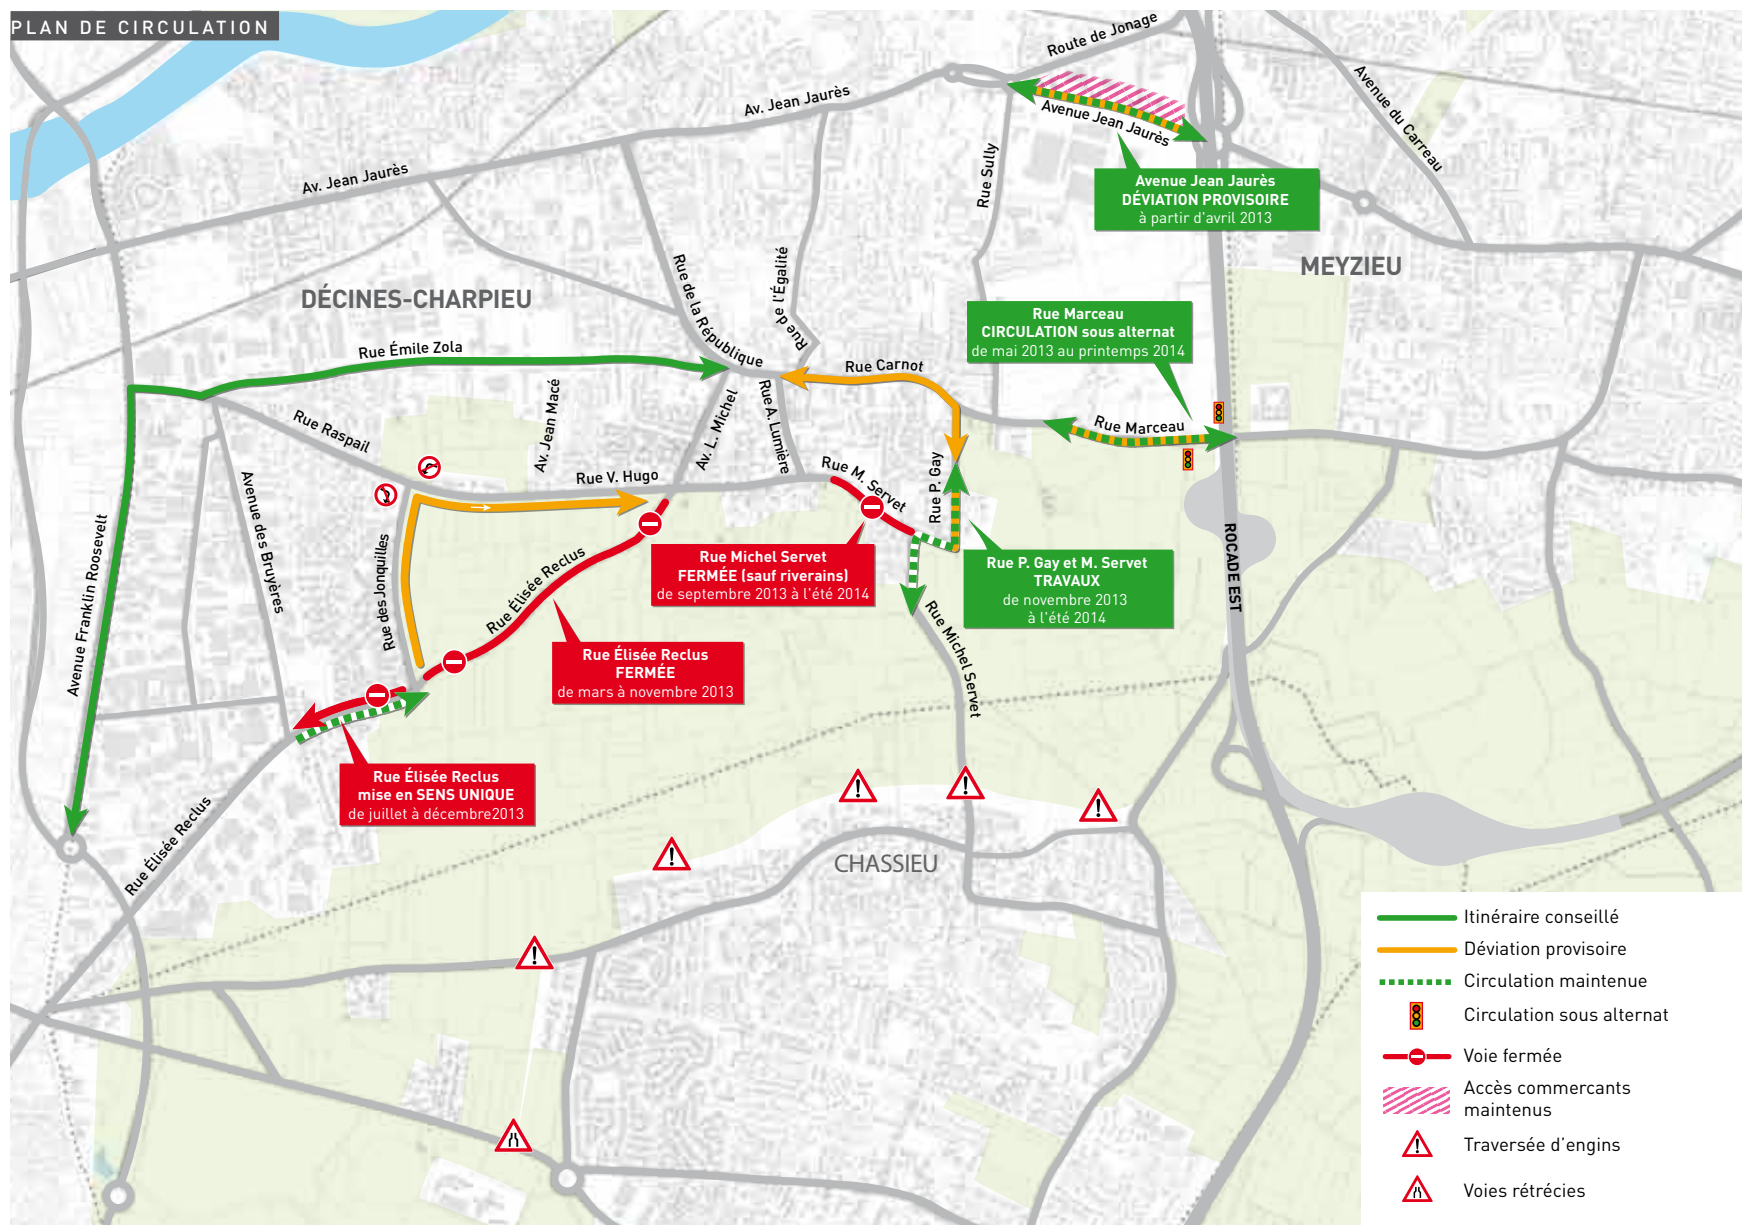 PLAN DE CIRCULATION
Route de Jonage
Avenue du Carreau
Av. Jean Jaurès
Avenue Jean Jaurès
Rue Sully
Av. Jean Jaurès
Avenue Jean Jaurès
DÉVIATION PROVISOIRE
à partir d'avril 2013
MEYZIEU
DÉCINES-CHARPIEU
Rue de la République
Rue de l'Égalité
Rue Marceau
CIRCULATION sous alternat
de mai 2013 au printemps 2014
Rue Émile Zola
Rue Carnot
Rue Raspail
Av. Jean Macé
Av. L. Michel
Rue A. Lumière
Rue Marceau
Rue V. Hugo
Rue M. Servet
Rue P. Gay
Avenue des Bruyères
Avenue Franklin Roosevelt
Rue des Jonquilles
Rue Élisée Reclus
ROCADE EST
Rue Michel Servet
FERMÉE (sauf riverains)
de septembre 2013 à l'été 2014
Rue P. Gay et M. Servet
TRAVAUX
de novembre 2013
à l'été 2014
Rue Michel Servet
Rue Élisée Reclus
FERMÉE
de mars à novembre 2013
Rue Élisée Reclus
mise en SENS UNIQUE
de juillet à décembre2013
Rue Élisée Reclus
CHASSIEU
Itinéraire conseillé
Déviation provisoire
Circulation maintenue
Circulation sous alternat
Voie fermée
Accès commercants
maintenus
Traversée d'engins
Voies rétrécies